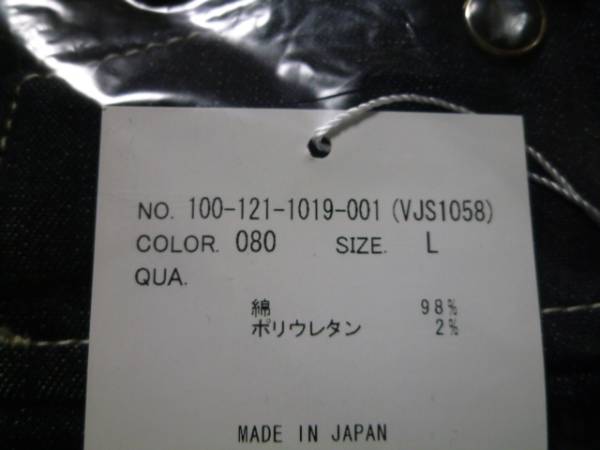 NO. 100-121-1019-001 (VJS1058)
COLOR. 080 SIZE. L
QUA.
綿 98%
ポリウレタン 2%
MADE IN JAPAN